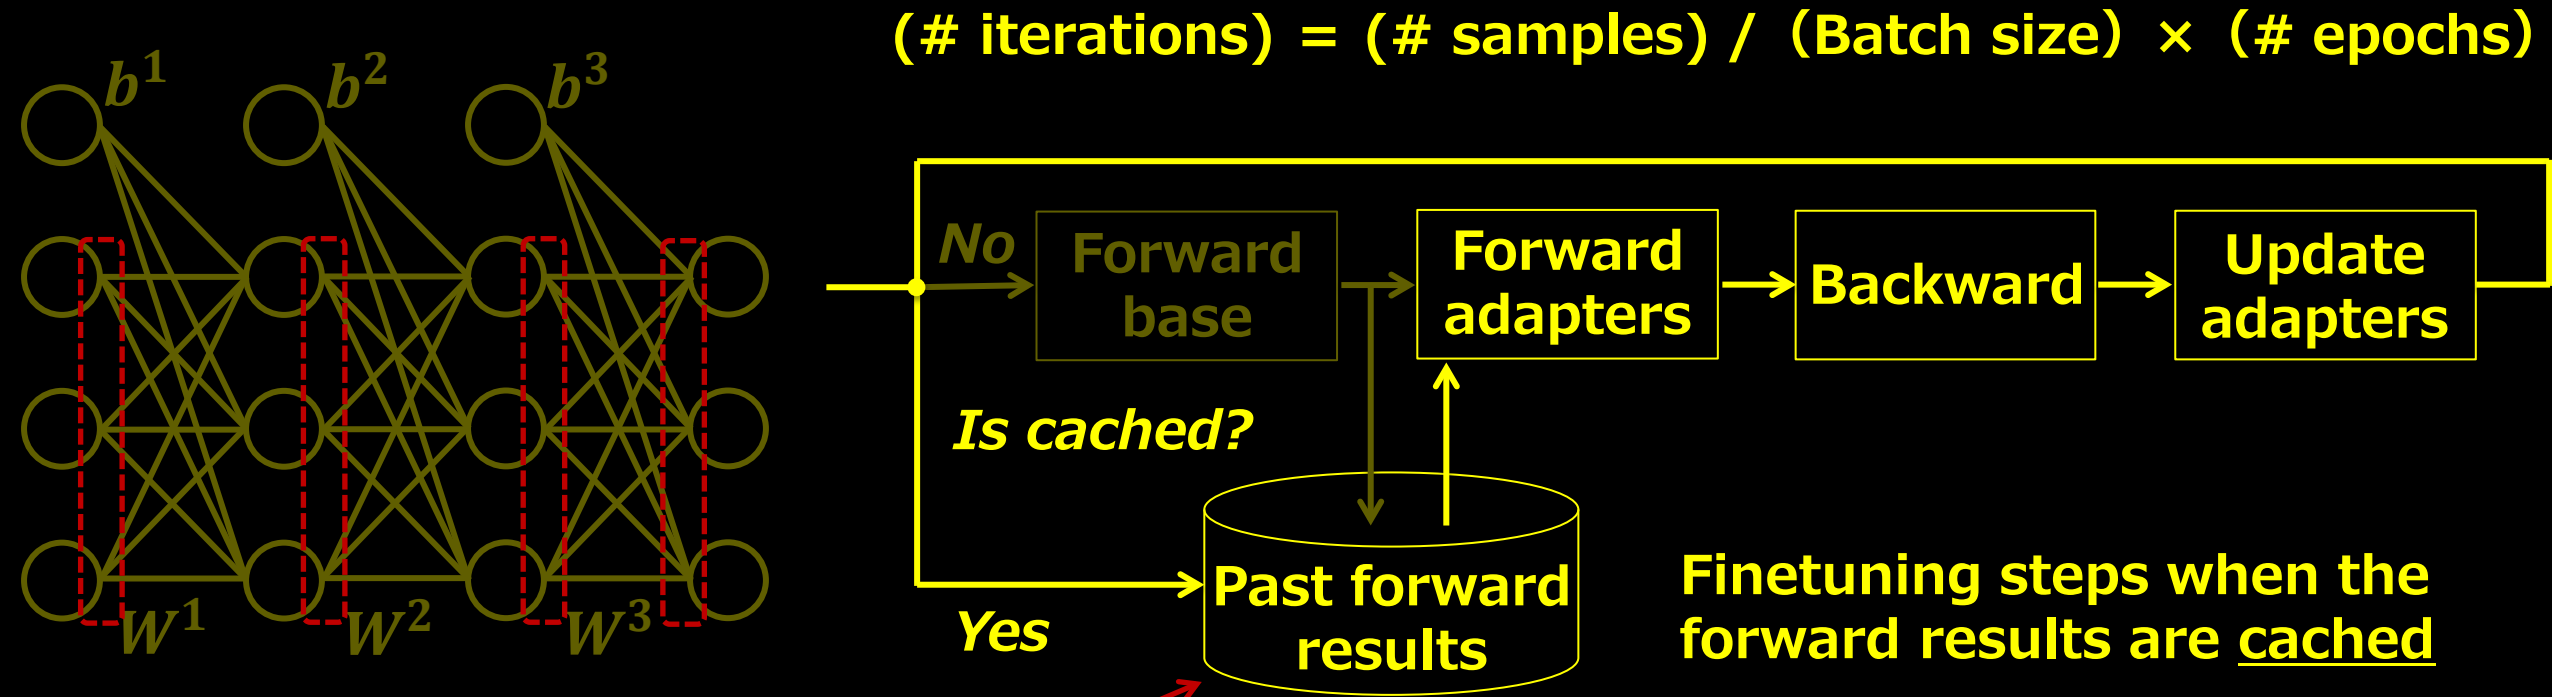 (# iterations) = (# samples) / (Batch size) × (# epochs)
b¹ b² b³
No
Forward
base
Forward
adapters
Backward
Update
adapters
Is cached?
Yes
Past forward
results
W¹ W² W³
Finetuning steps when the
forward results are cached